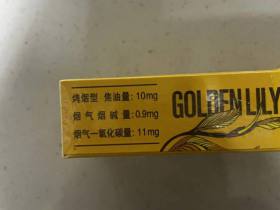 烤烟型 焦油量: 10mg
烟气烟碱量: 0.9mg
烟气一氧化碳量: 11mg
GOLDEN LILY